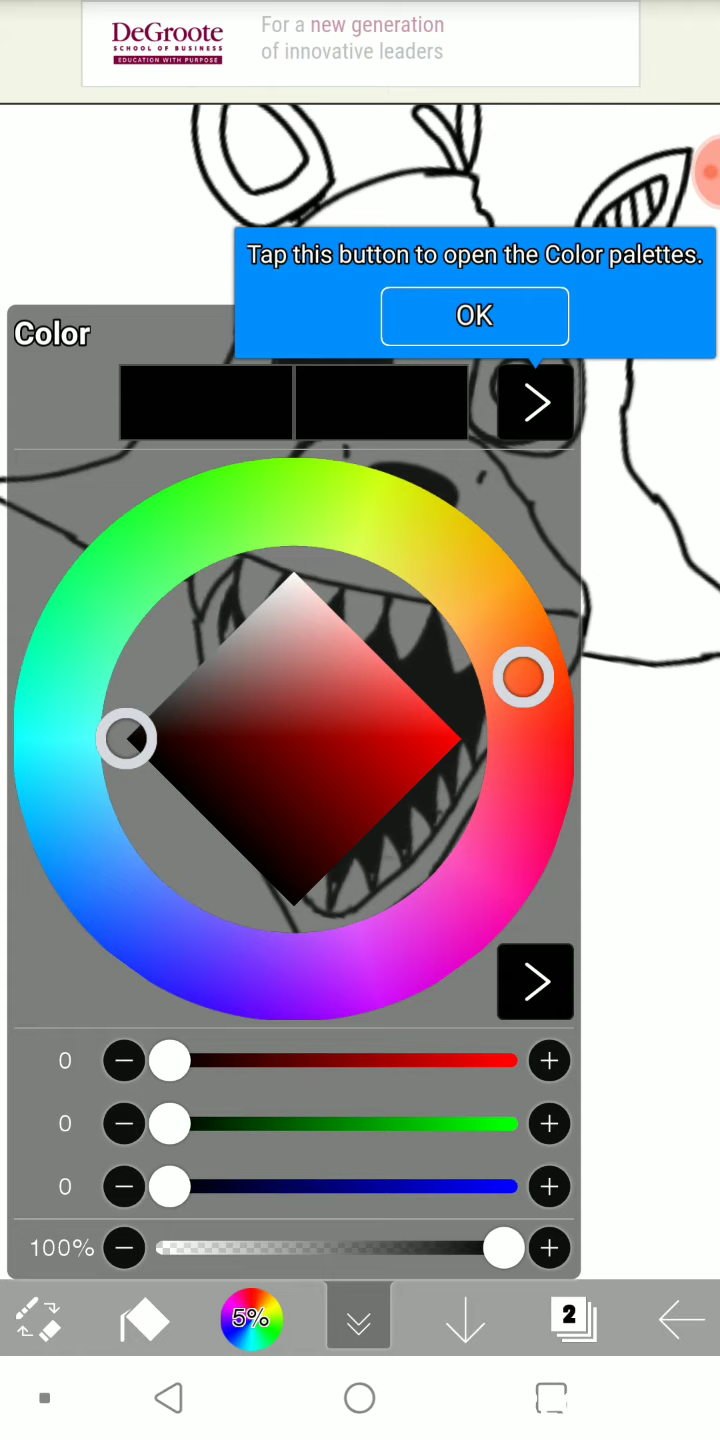 DeGroote
SCHOOL OF BUSINESS
EDUCATION WITH PURPOSE
For a new generation
of innovative leaders
Tap this button to open the Color palettes.
OK
Color
0
0
0
100%
5%
2